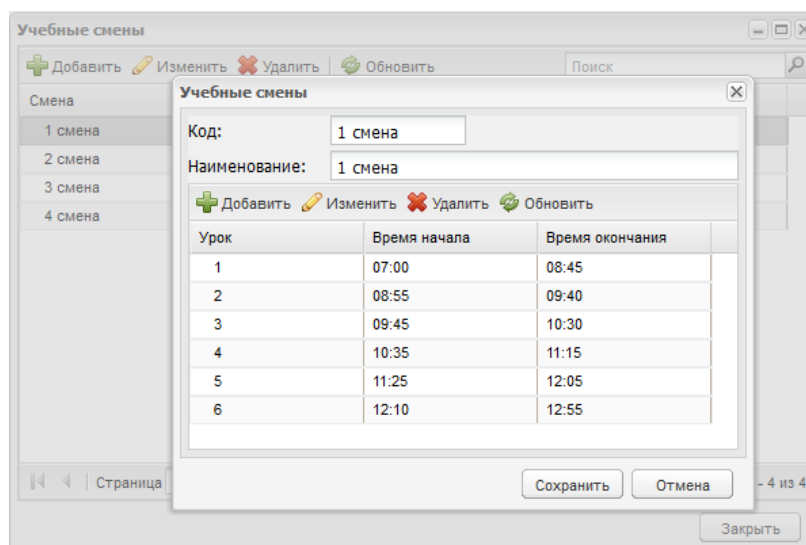 Учебные смены
Добавить Изменить Удалить Обновить Поиск
Смена
1 смена
2 смена
3 смена
4 смена
Страница
- 4 из 4
Закрыть
Учебные смены
Код: 1 смена
Наименование: 1 смена
Добавить Изменить Удалить Обновить
Урок Время начала Время окончания
1 07:00 08:45
2 08:55 09:40
3 09:45 10:30
4 10:35 11:15
5 11:25 12:05
6 12:10 12:55
Сохранить Отмена